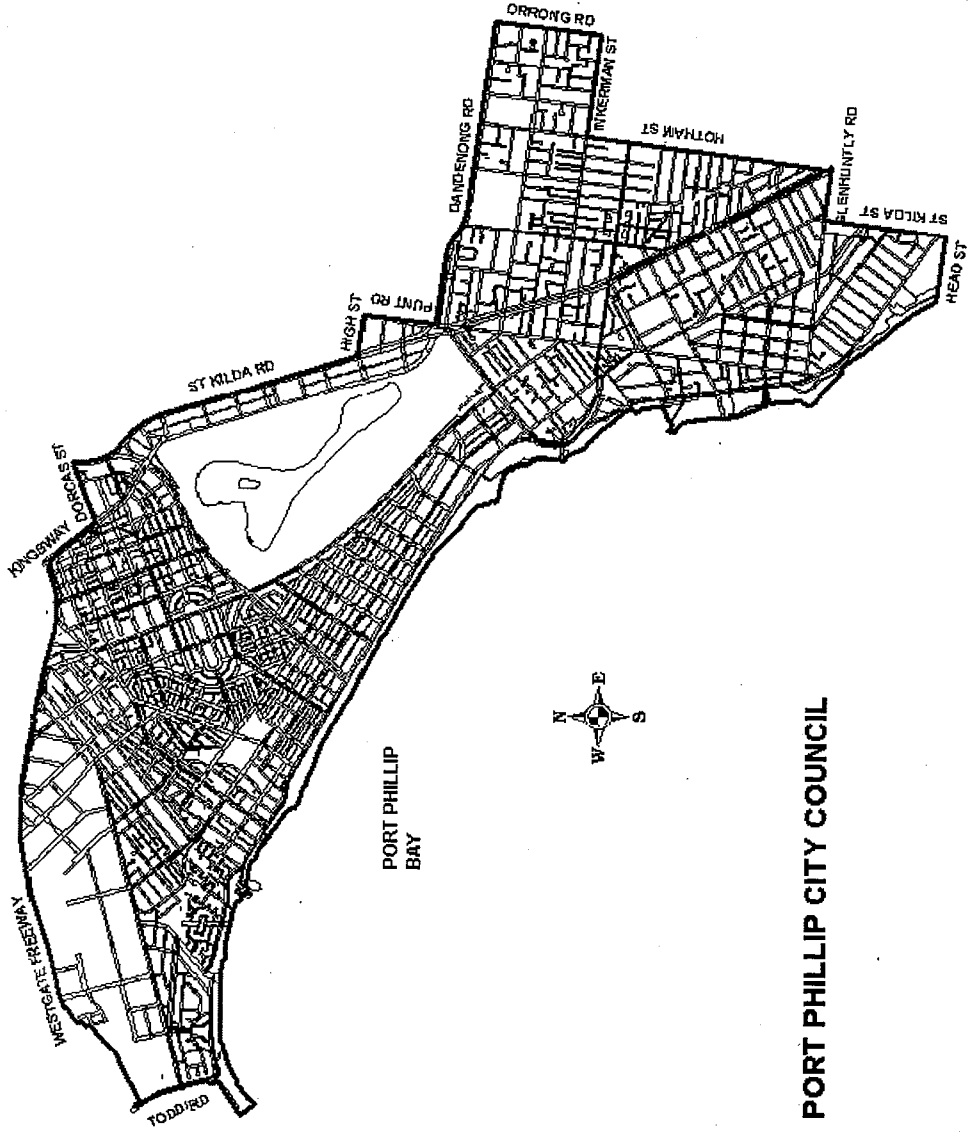 ORRONG RD
INKERMAN ST
DANDENONG RD
HOTHAM ST
GLENHUNTLY RD
ST KILDA ST
HEAD ST
PUNT RD
HIGH ST
ST KILDA RD
DORCAS ST
KINGSWAY
WESTGATE FREEWAY
TODD RD
PORT PHILLIP
BAY
N
W
E
S
PORT PHILLIP CITY COUNCIL